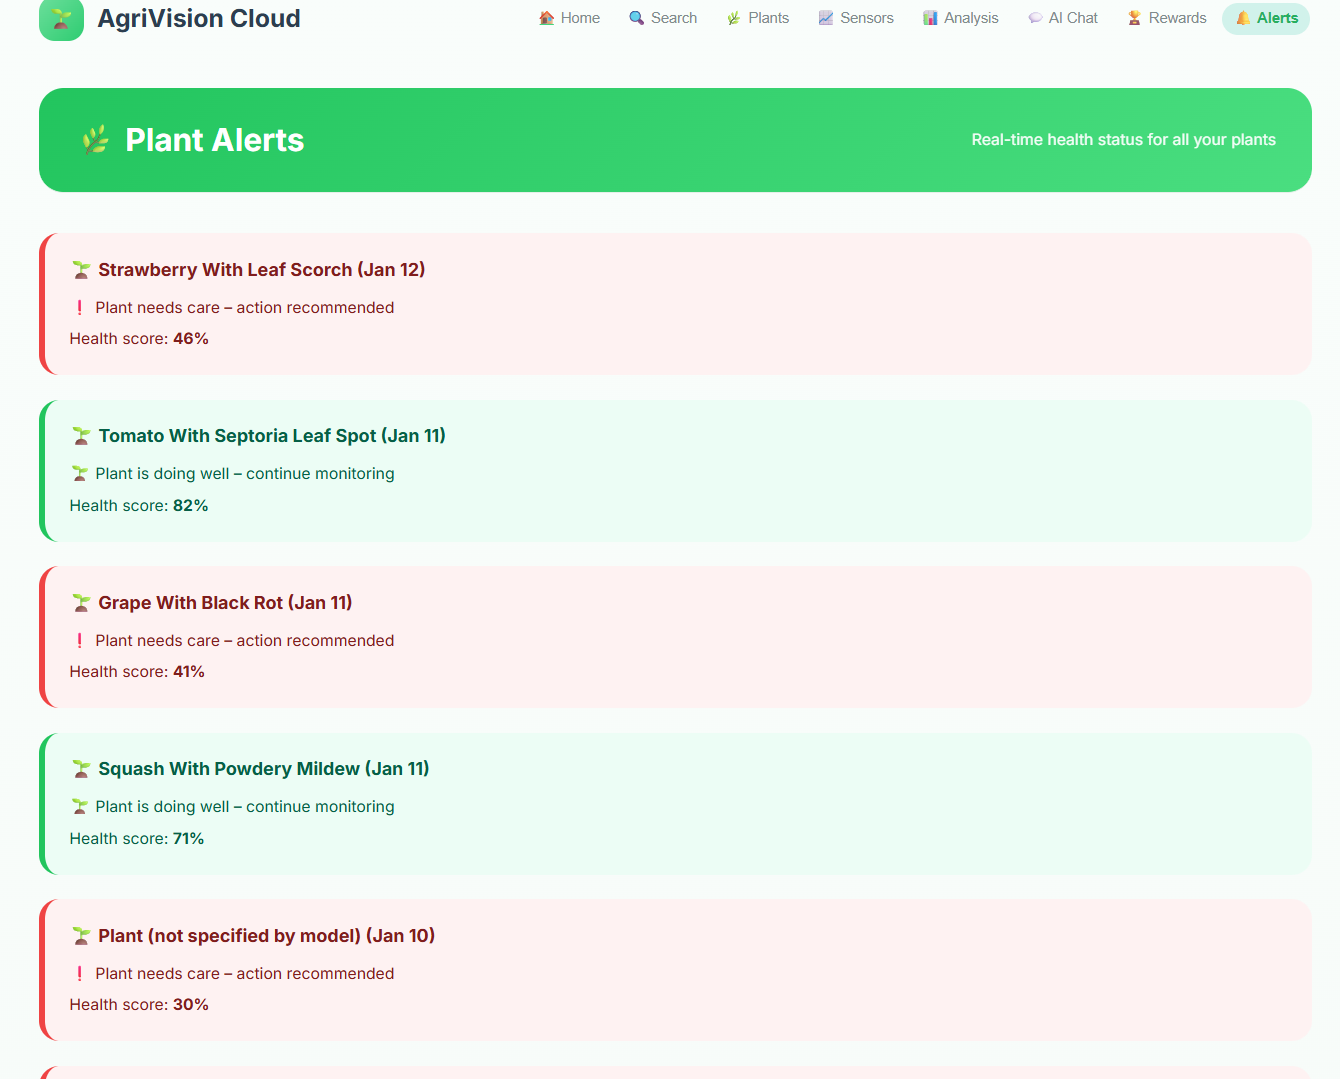 AgriVision Cloud
Home Search Plants Sensors Analysis AI Chat Rewards Alerts
Plant Alerts
Real-time health status for all your plants
Strawberry With Leaf Scorch (Jan 12)
❗ Plant needs care – action recommended
Health score: 46%
Tomato With Septoria Leaf Spot (Jan 11)
Plant is doing well – continue monitoring
Health score: 82%
Grape With Black Rot (Jan 11)
❗ Plant needs care – action recommended
Health score: 41%
Squash With Powdery Mildew (Jan 11)
Plant is doing well – continue monitoring
Health score: 71%
Plant (not specified by model) (Jan 10)
❗ Plant needs care – action recommended
Health score: 30%